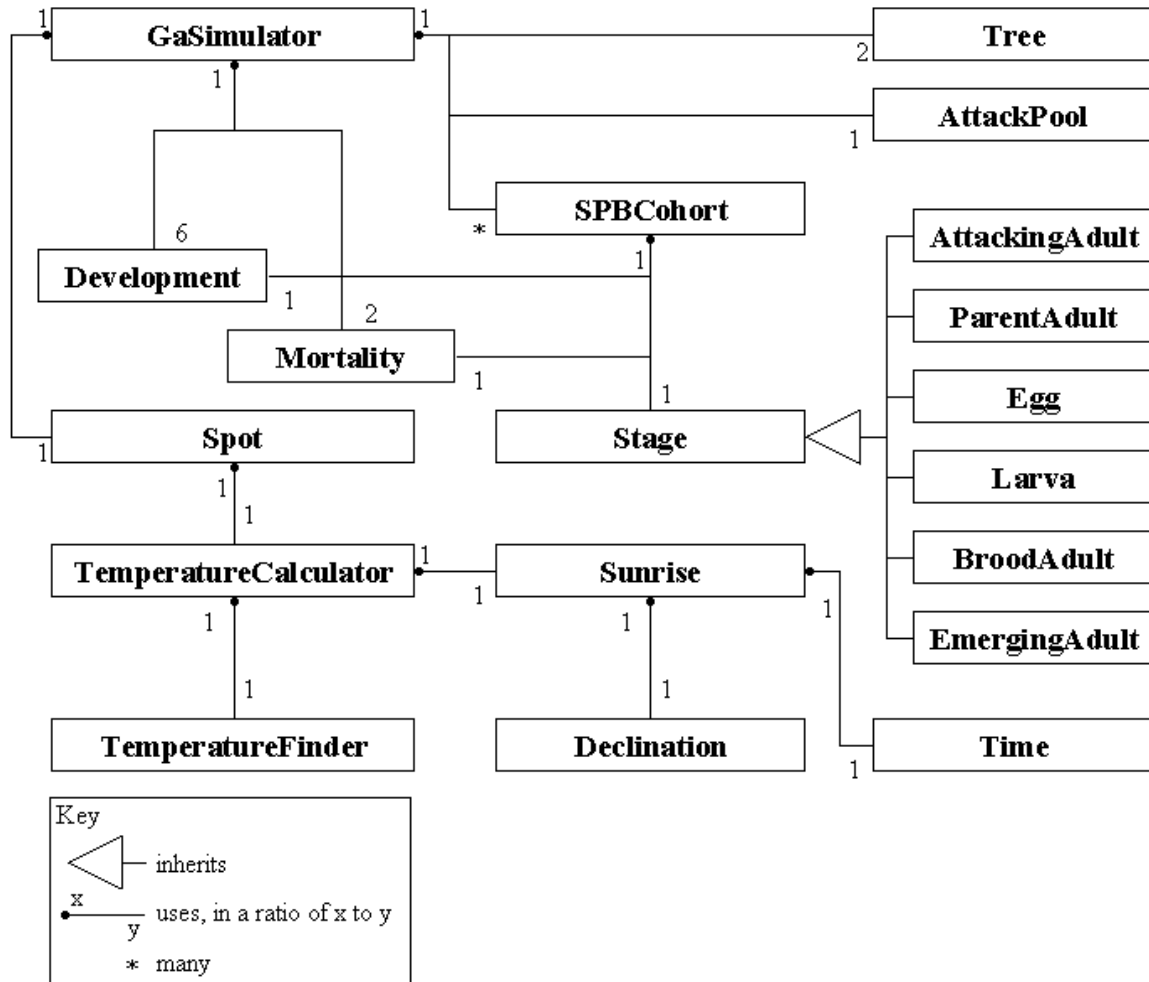 1 GaSimulator 1 Tree
1 2
AttackPool
1
SPBCohort
*
1
AttackingAdult
6
Development
1
ParentAdult
2
Mortality
1
Egg
1
Spot
1
Stage
Larva
1
1
BroodAdult
TemperatureCalculator
1
1
Sunrise
1
1
1
EmergingAdult
1
1
TemperatureFinder
Declination
Time
1
Key
inherits
x
uses, in a ratio of x to y
y
* many